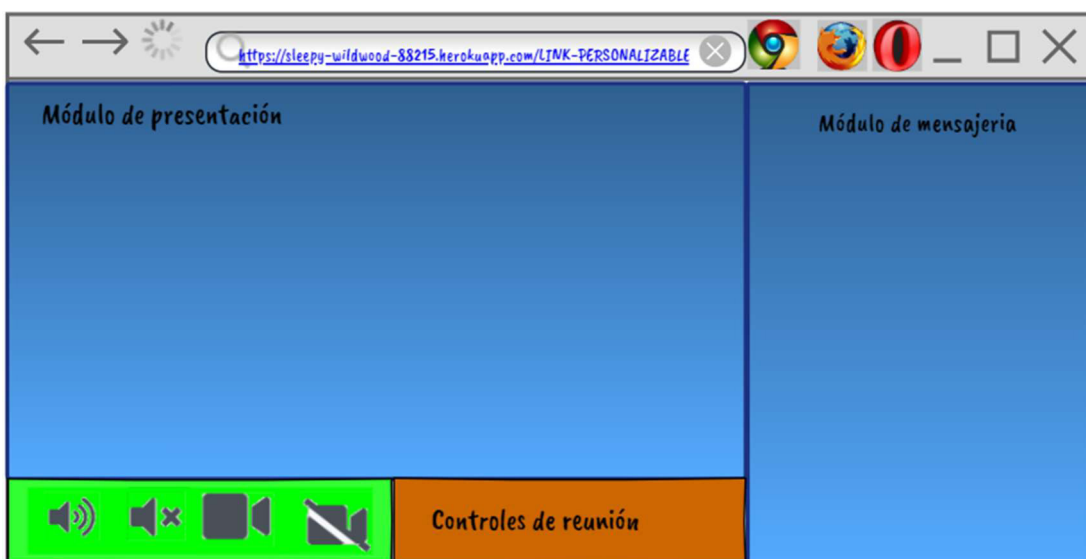 https://sleepy-wildwood-88215.herokuapp.com/LINK-PERSONALIZABLE
Módulo de presentación
Módulo de mensajeria
Controles de reunión